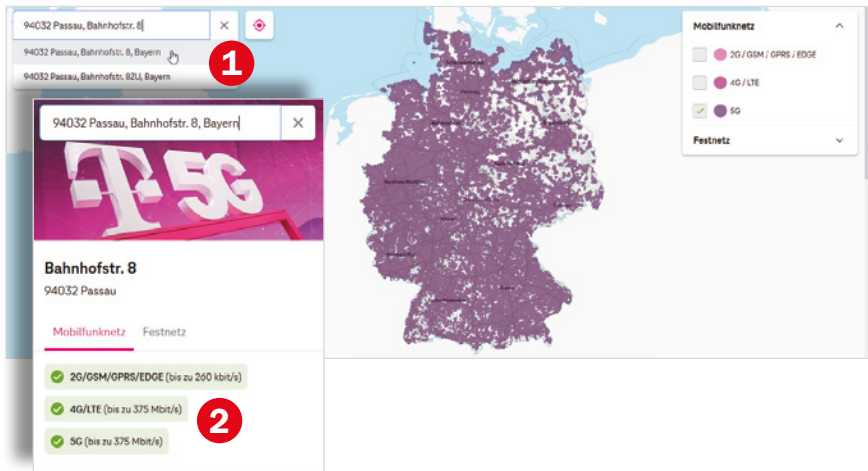 94032 Passau, Bahnhofstr. 8
94032 Passau, Bahnhofstr. 8, Bayern
94032 Passau, Bahnhofstr. 8ZU, Bayern
1
Mobilfunknetz
2G / GSM / GPRS / EDGE
4G / LTE
5G
Festnetz
94032 Passau, Bahnhofstr. 8, Bayern
T 5G
Bahnhofstr. 8
94032 Passau
Mobilfunknetz Festnetz
2G/GSM/GPRS/EDGE (bis zu 260 kbit/s)
4G/LTE (bis zu 375 Mbit/s)
5G (bis zu 375 Mbit/s)
2